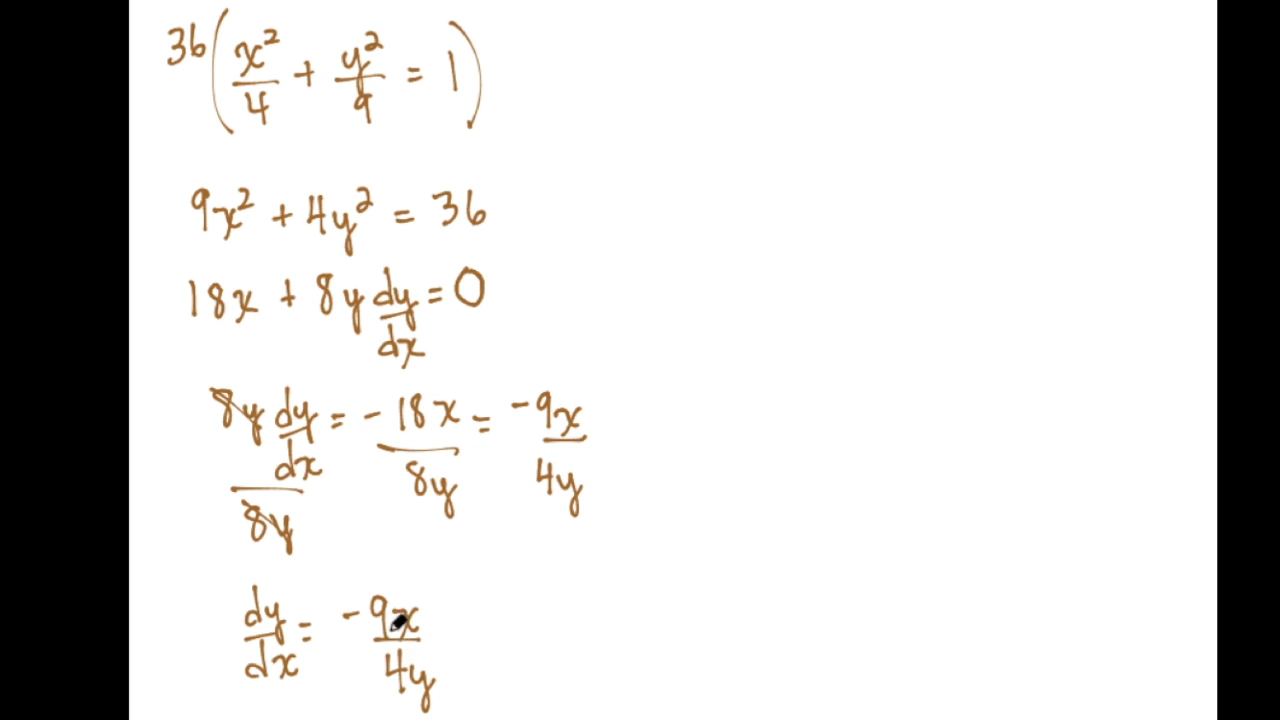 36(x²/4 + y²/9 = 1)
9x² + 4y² = 36
18x + 8y dy/dx = 0
8y dy/dx / 8y = -18x / 8y = -9x / 4y
dy/dx = -9x / 4y